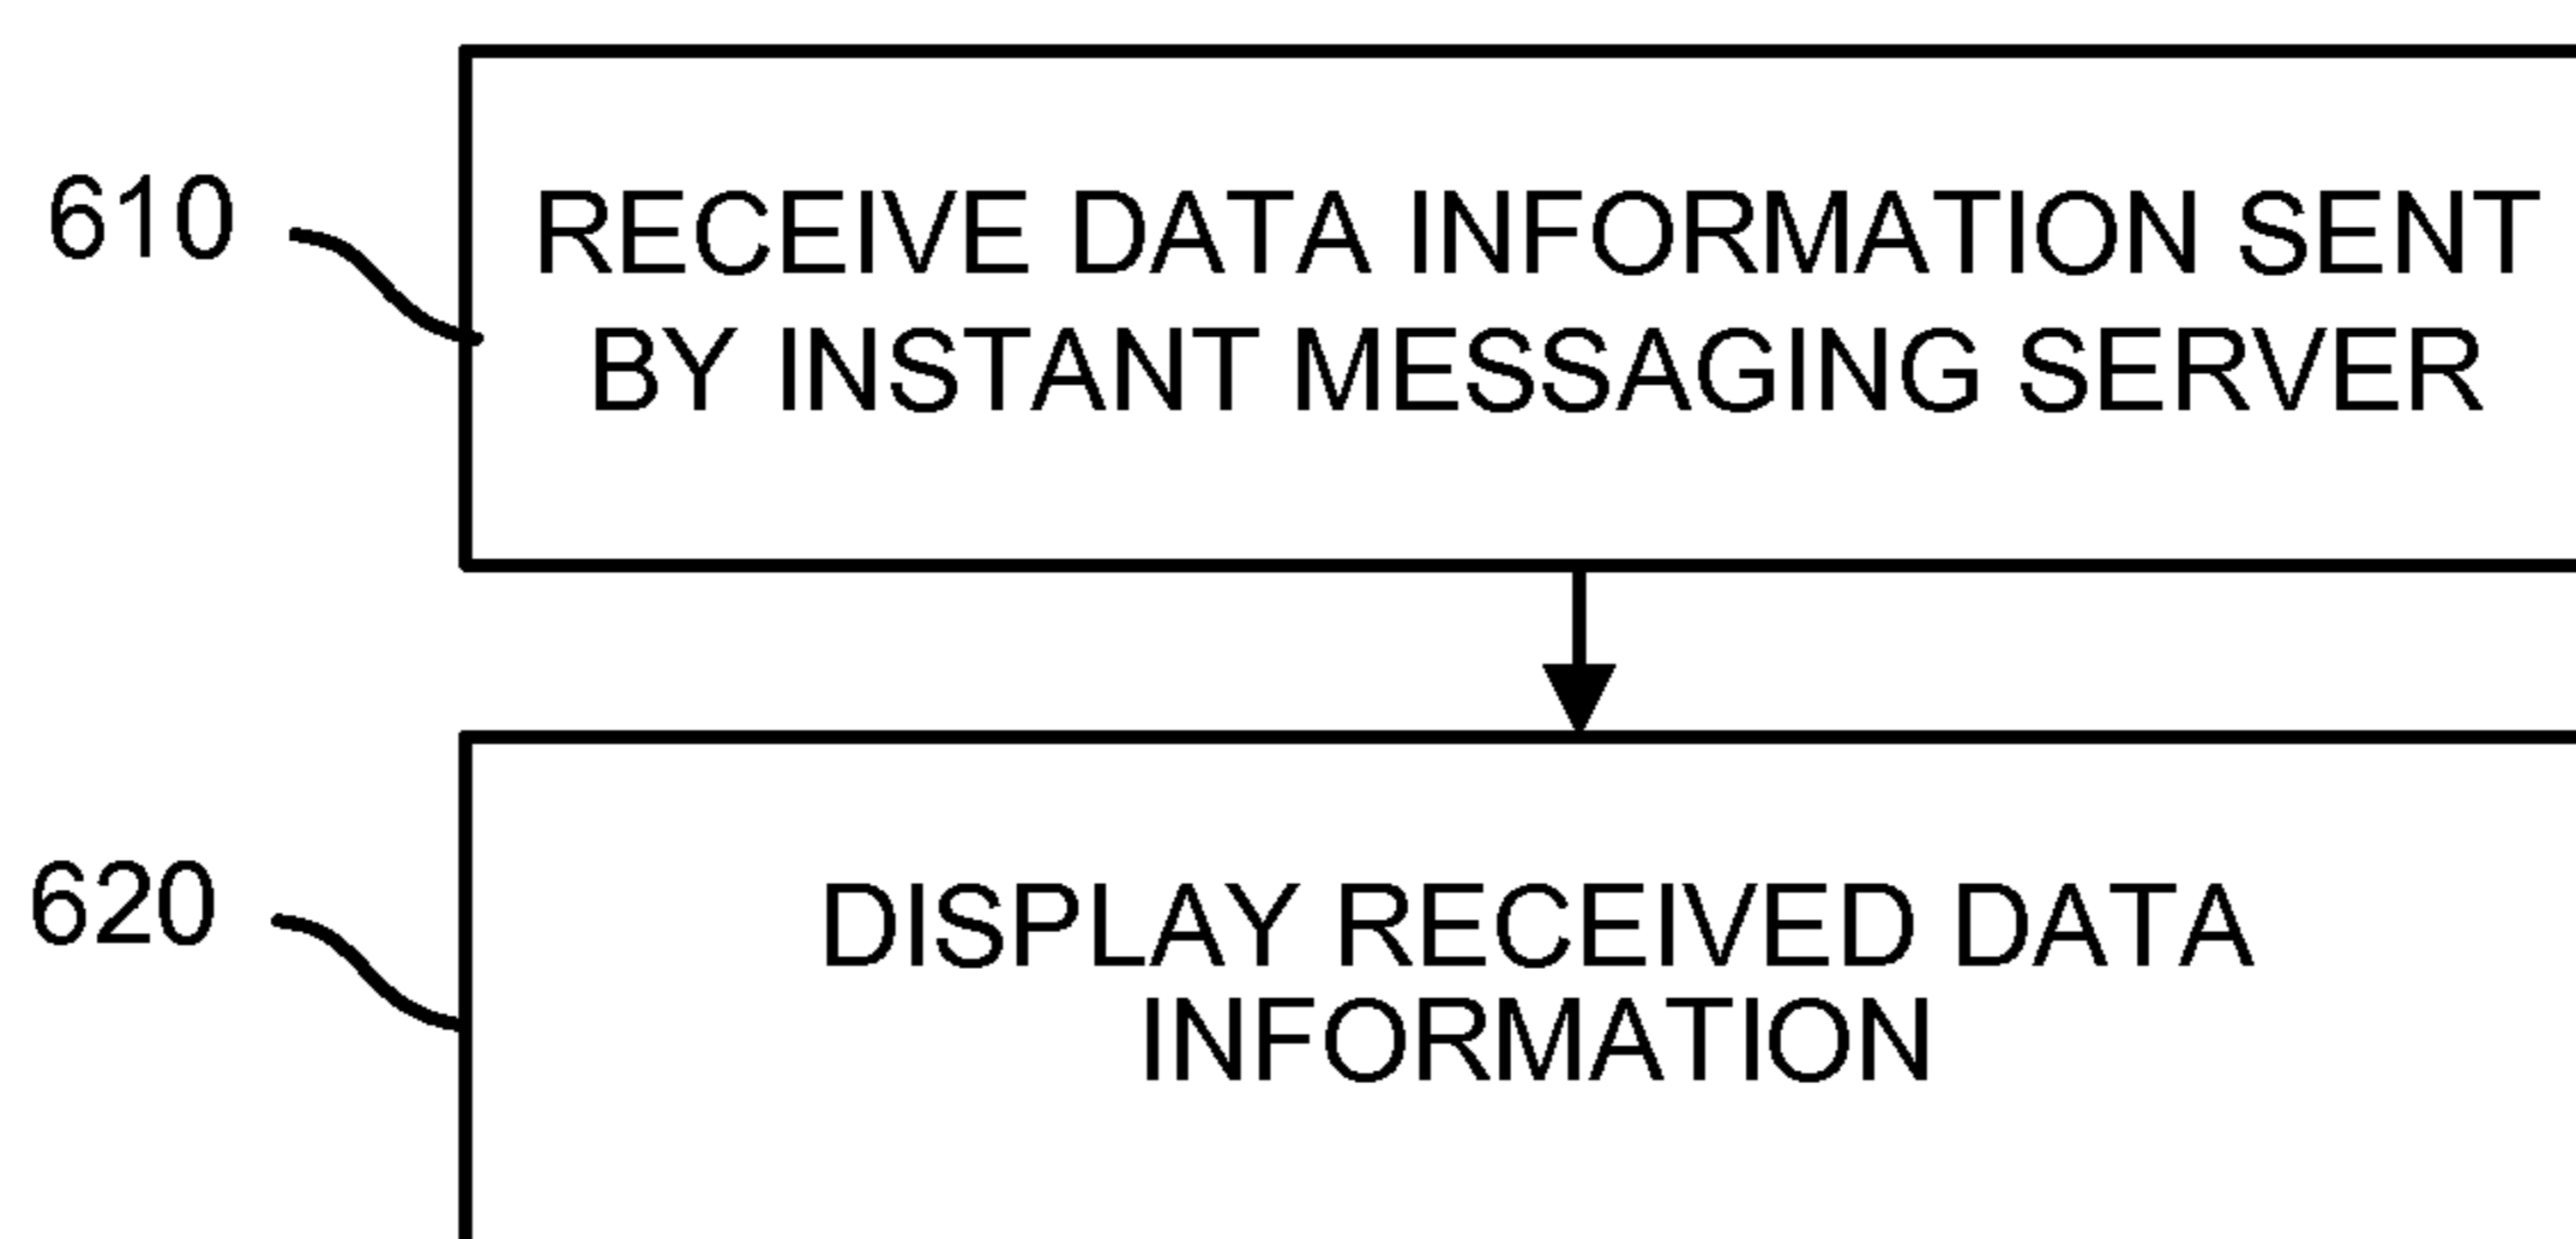 610
RECEIVE DATA INFORMATION SENT
BY INSTANT MESSAGING SERVER
620
DISPLAY RECEIVED DATA
INFORMATION